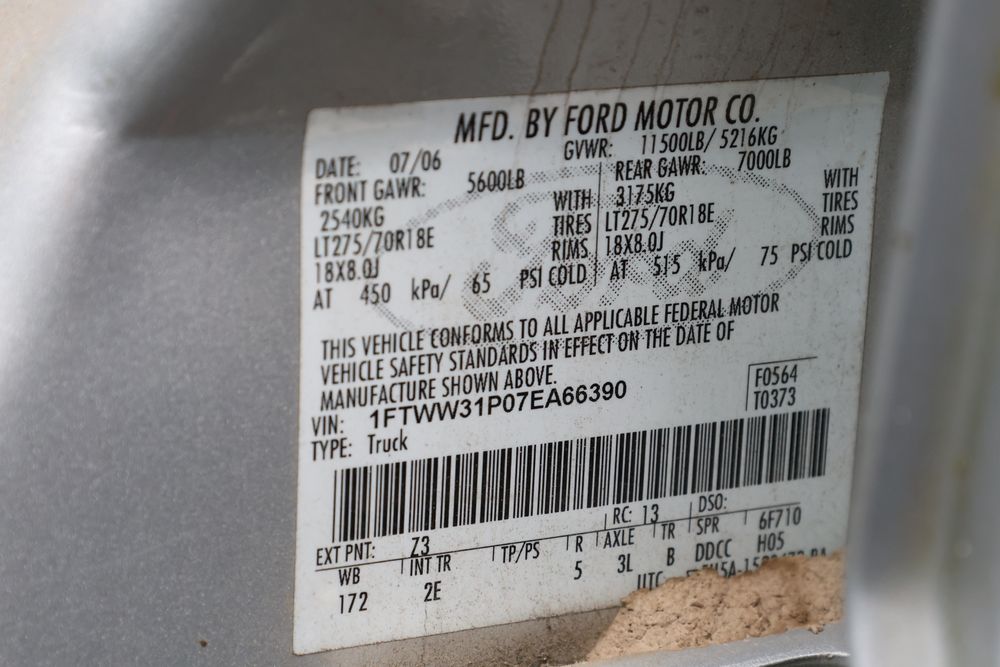 MFD. BY FORD MOTOR CO.
DATE: 07/06 GVWR: 11500LB/ 5216KG
FRONT GAWR: 5600LB REAR GAWR: 7000LB
2540KG WITH 3175KG WITH
LT275/70R18E TIRES LT275/70R18E TIRES
18X8.0J RIMS 18X8.0J RIMS
AT 450 kPa/ 65 PSI COLD AT 515 kPa/ 75 PSI COLD
THIS VEHICLE CONFORMS TO ALL APPLICABLE FEDERAL MOTOR
VEHICLE SAFETY STANDARDS IN EFFECT ON THE DATE OF
MANUFACTURE SHOWN ABOVE.
VIN: 1FTWW31P07EA66390
F0564
T0373
TYPE: Truck
EXT PNT: Z3 RC: 13 DSO:
WB INT TR TP/PS R AXLE TR SPR 6F710
172 2E 5 3L B DDCC H05
UTC